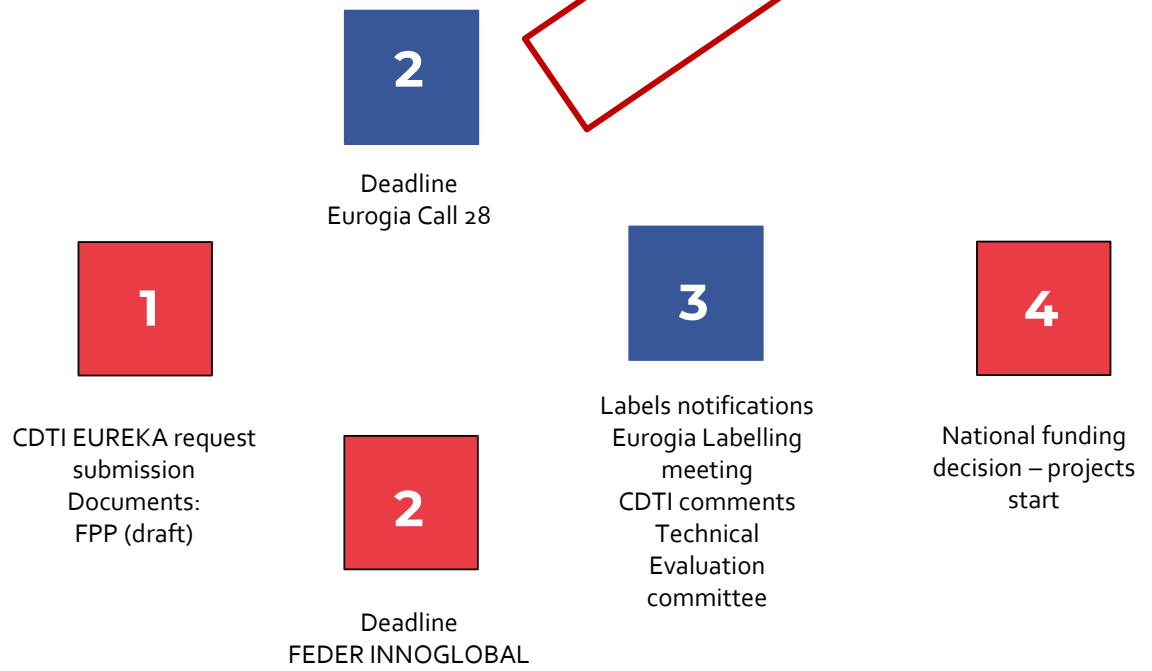 2
Deadline
Eurogia Call 28
1
CDTI EUREKA request
submission
Documents:
FPP (draft)
2
Deadline
FEDER INNOGLOBAL
3
Labels notifications
Eurogia Labelling
meeting
CDTI comments
Technical
Evaluation
committee
4
National funding
decision – projects
start